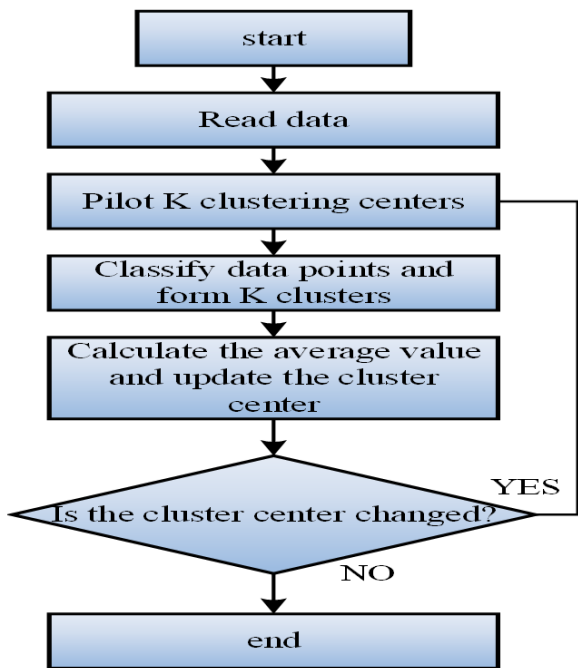 start
Read data
Pilot K clustering centers
Classify data points and
form K clusters
Calculate the average value
and update the cluster
center
YES
Is the cluster center changed?
NO
end